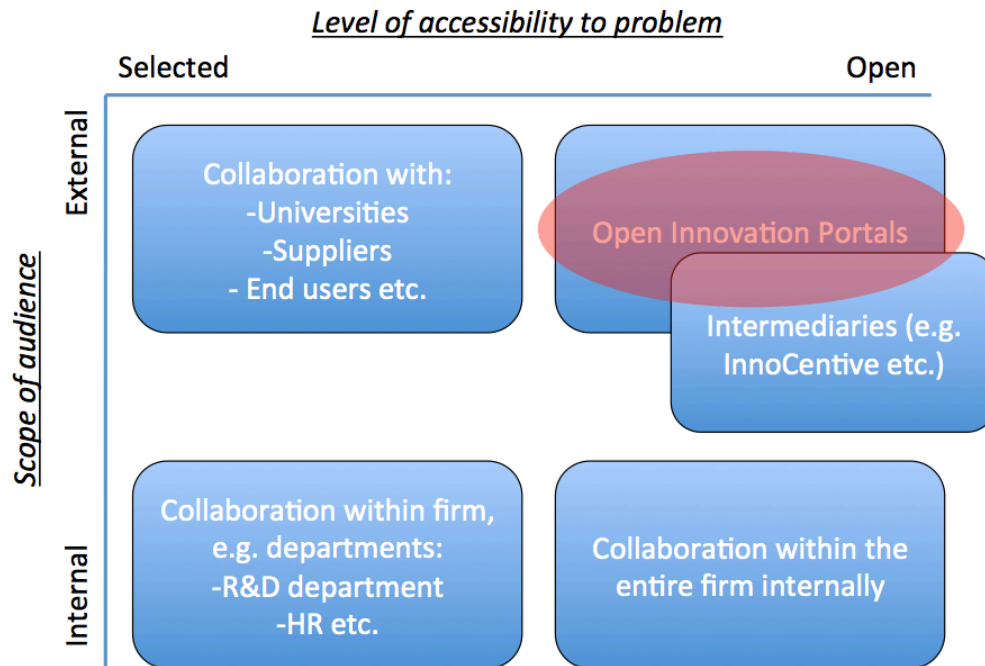 Level of accessibility to problem
Selected
Open
External
Scope of audience
Internal
Collaboration with:
-Universities
-Suppliers
- End users etc.
Open Innovation Portals
Intermediaries (e.g.
InnoCentive etc.)
Collaboration within firm,
e.g. departments:
-R&D department
-HR etc.
Collaboration within the
entire firm internally